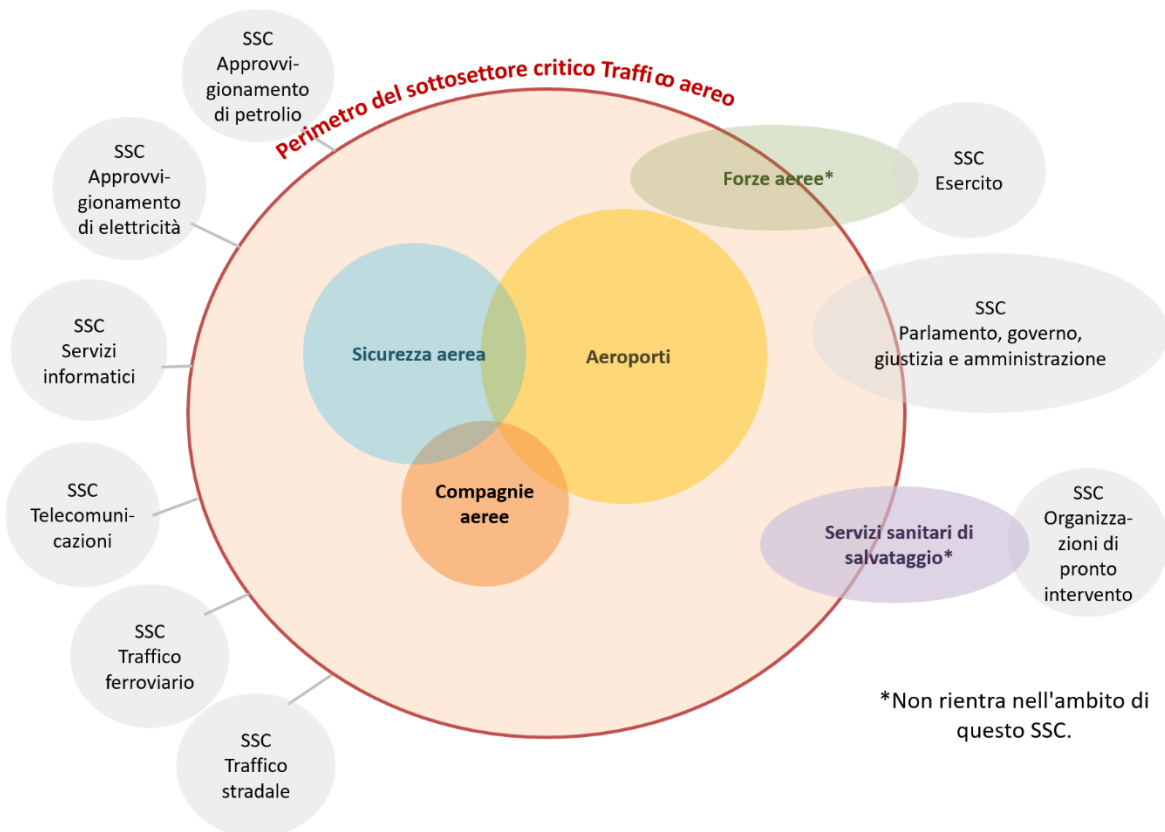 SSC
Approvvi-
gionamento
di petrolio
Perimetro del sottosettore critico Traffico aereo
SSC
Approvvi-
gionamento
di elettricità
Forze aeree*
SSC
Esercito
SSC
Servizi
informatici
Sicurezza aerea
Aeroporti
SSC
Parlamento, governo,
giustizia e amministrazione
SSC
Telecomuni-
cazioni
Compagnie
aeree
Servizi sanitari di
salvataggio*
SSC
Organizza-
zioni di
pronto
intervento
SSC
Traffico
ferroviario
SSC
Traffico
stradale
*Non rientra nell'ambito di
questo SSC.